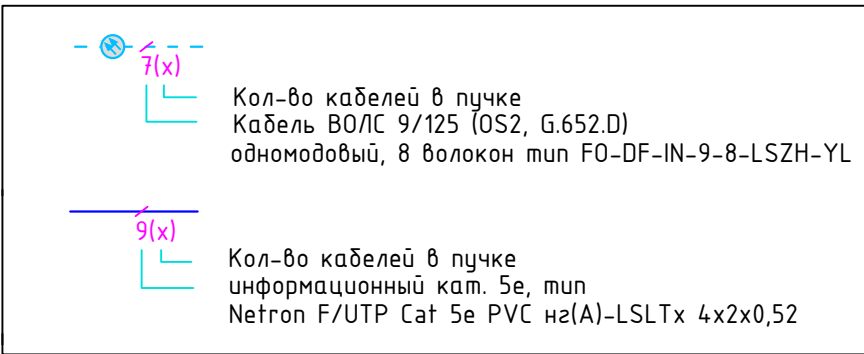 7(x)
Кол-во кабелей в пучке
Кабель ВОЛС 9/125 (OS2, G.652.D)
одномодовый, 8 волокон тип FO-DF-IN-9-8-LSZH-YL
9(x)
Кол-во кабелей в пучке
информационный кат. 5е, тип
Netron F/UTP Cat 5e PVC нг(А)-LSLTx 4x2x0,52